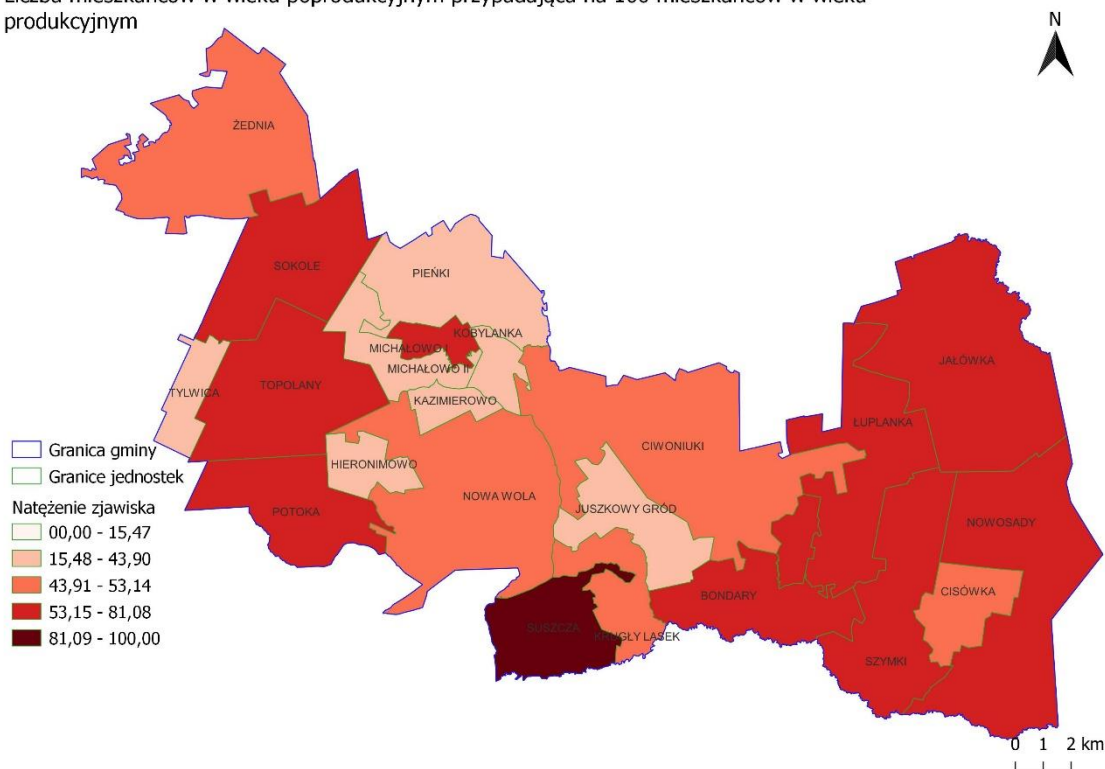 Liczba mieszkańców w wieku poprodukcyjnym przypadająca na 100 mieszkańców w wieku
produkcyjnym
N
ŻEDNIA
SOKOLE
PIEŃKI
KOBYLANKA
MICHAŁOWO I
MICHAŁOWO II
JAŁÓWKA
TYLWICA
TOPOLANY
KAZIMIEROWO
ŁUPLANKA
CIWONIUKI
Granica gminy
Granice jednostek
HIERONIMOWO
NOWA WOLA
JUSZKOWY GRÓD
POTOKA
NOWOSADY
Natężenie zjawiska
00,00 - 15,47
15,48 - 43,90
43,91 - 53,14
53,15 - 81,08
81,09 - 100,00
CISÓWKA
BONDARY
SUSZCZA
KRUGŁY LASEK
SZYMKI
0 1 2 km